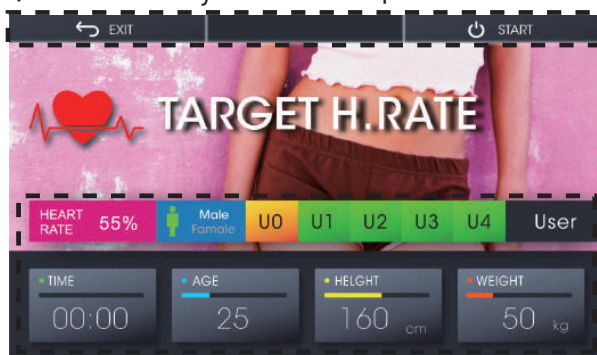 EXIT START
TARGET H.RATE
HEART RATE 55% Male Famale U0 U1 U2 U3 U4 User
TIME AGE HELGHT WEIGHT
00:00 25 160 cm 50 kg